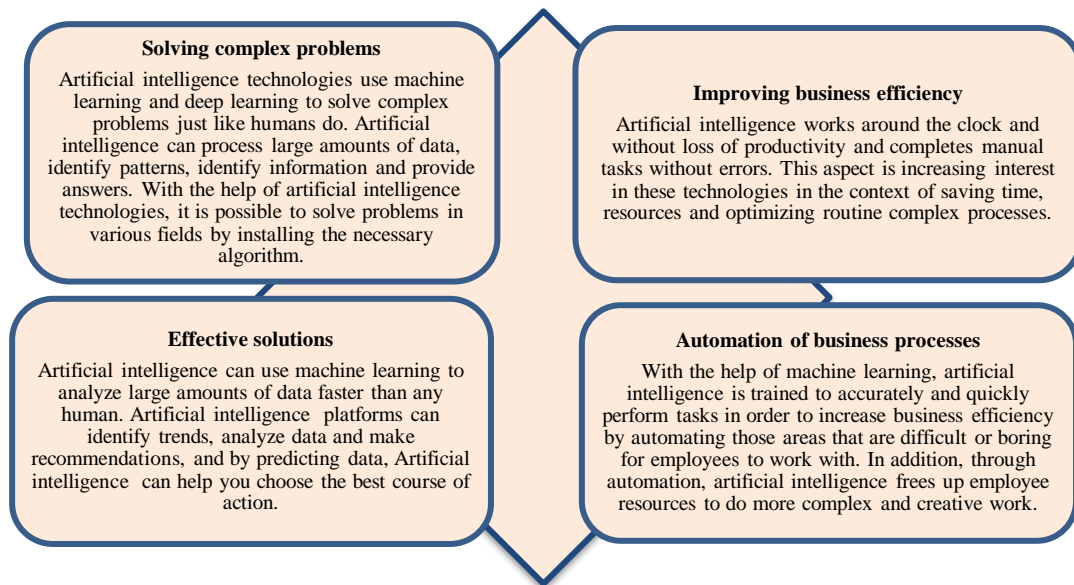 Solving complex problems
Artificial intelligence technologies use machine
learning and deep learning to solve complex
problems just like humans do. Artificial
intelligence can process large amounts of data,
identify patterns, identify information and provide
answers. With the help of artificial intelligence
technologies, it is possible to solve problems in
various fields by installing the necessary
algorithm.
Improving business efficiency
Artificial intelligence works around the clock and
without loss of productivity and completes manual
tasks without errors. This aspect is increasing interest
in these technologies in the context of saving time,
resources and optimizing routine complex processes.
Effective solutions
Artificial intelligence can use machine learning to
analyze large amounts of data faster than any
human. Artificial intelligence platforms can
identify trends, analyze data and make
recommendations, and by predicting data, Artificial
intelligence can help you choose the best course of
action.
Automation of business processes
With the help of machine learning, artificial
intelligence is trained to accurately and quickly
perform tasks in order to increase business efficiency
by automating those areas that are difficult or boring
for employees to work with. In addition, through
automation, artificial intelligence frees up employee
resources to do more complex and creative work.